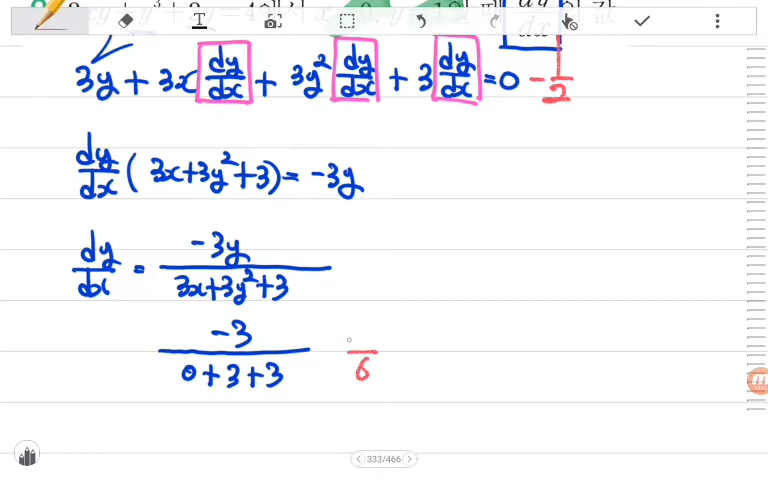 3y + 3x dy/dx + 3y² dy/dx + 3 dy/dx = 0 - 1/2
dy/dx ( 3x+3y²+3) = -3y
dy/dx = -3y/(3x+3y²+3)
-3/(0+3+3) /6
333/466